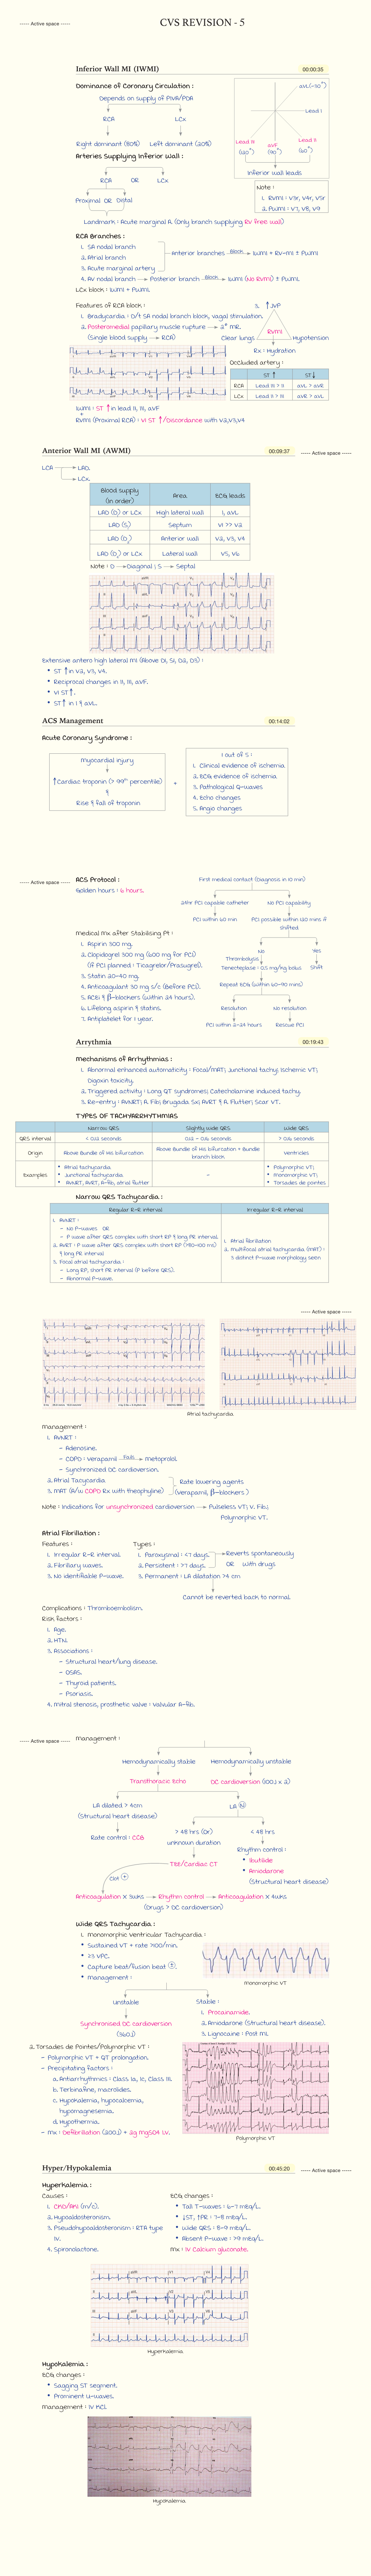 CVS REVISION - 5
----- Active space -----
Inferior Wall MI (IWMI)
00:00:35
Dominance of Coronary Circulation :
Depends on supply of PIVA/PDA
RCA
LCx
Right dominant (80%)
Left dominant (20%)
aVL(-30°)
Lead I
Lead III
(120°)
aVF
(90°)
Lead II
(60°)
Inferior wall leads
Arteries Supplying Inferior Wall :
RCA OR LCx
Proximal OR Distal
Landmark : Acute marginal A. (Only branch supplying RV free wall)
Note :
1. RVMI : V3r, V4r, V5r
2. PWMI : V7, V8, V9
RCA Branches :
1. SA nodal branch
2. Atrial branch
3. Acute marginal artery
Anterior branches Block IWMI + RV-MI ± PWMI
4. AV nodal branch → Posterior branch Block IWMI (No RVMI) ± PWMI.
LCx block : IWMI + PWMI.
Features of RCA block :
1. Bradycardia : D/t SA nodal branch block, vagal stimulation.
2. Posteromedial papillary muscle rupture → 2° MR.
(Single blood supply → RCA)
3. ↑JVP
RVMI
Clear lungs
Hypotension
Rx : Hydration
Occluded artery :
ST ↑
ST↓
RCA
Lead III > II
aVL > aVR
LCx
Lead II > III
aVR > aVL
IWMI : ST ↑ in lead II, III, aVF
+
RVMI (Proximal RCA) : V1 ST ↑/Discordance with V2,V3,V4
Anterior Wall MI (AWMI)
00:09:37
----- Active space -----
LCA → LAD.
LCx.
Blood supply
(in order)
Area
ECG leads
LAD (D1) or LCx
High lateral wall
I, aVL
LAD (S1)
Septum
V1 >> V2
LAD (D2)
Anterior wall
V2, V3, V4
LAD (D2) or LCx
Lateral wall
V5, V6
Note : D → Diagonal ; S → Septal
Extensive antero high lateral MI (Above D1, S1, D2, D3) :
• ST ↑ in V2, V3, V4.
• Reciprocal changes in II, III, aVF.
• V1 ST↑.
• ST↑ in I & aVL.
ACS Management
00:14:02
Acute Coronary Syndrome :
Myocardial injury
↑Cardiac troponin (> 99th percentile)
&
Rise & fall of troponin
+
1 out of 5 :
1. Clinical evidence of ischemia
2. ECG evidence of ischemia.
3. Pathological Q-waves
4. Echo changes
5. Angio changes
----- Active space -----
ACS Protocol :
Golden hours : 6 hours.
First medical contact (Diagnosis in 10 min)
24hr PCI capable catheter
No PCI capability
PCI within 60 min
PCI possible within 120 mins if
shifted.
No
Yes
Thrombolysis
Tenecteplase : 0.5 mg/kg bolus
Shift
Repeat ECG (Within 60-90 mins)
Resolution
No resolution
PCI within 2-24 hours
Rescue PCI
Medical mx after Stabilising Pt :
1. Aspirin 300 mg.
2. Clopidogrel 300 mg (600 mg for PCI)
(If PCI planned : Ticagrelor/Prasugrel).
3. Statin 20-40 mg.
4. Anticoagulant 30 mg s/c (Before PCI).
5. ACEi & β-blockers (Within 24 hours).
6. Lifelong aspirin & statins.
7. Antiplatelet for 1 year.
Arrythmia
00:19:43
Mechanisms of Arrhythmias :
1. Abnormal enhanced automaticity : Focal/MAT; Junctional tachy; Ischemic VT;
Digoxin toxicity.
2. Triggered activity : Long QT syndromes; Catecholamine induced tachy.
3. Re-entry : AVNRT; A. Fib; Brugada Sx; AVRT & A. Flutter; Scar VT.
TYPES OF TACHYARRHYTHMIAS
Narrow QRS
Slightly wide QRS
Wide QRS
QRS interval
< 0.12 seconds
0.12 - 0.16 seconds
> 0.16 seconds
Origin
Above Bundle of His bifurcation
Above Bundle of His bifurcation + Bundle
branch block
Ventricles
Examples
• Atrial tachycardia
• Junctional tachycardia
• AVNRT, AVRT, A-fib, atrial flutter
-
• Polymorphic VT;
• Monomorphic VT;
• Torsades de pointes
Narrow QRS Tachycardia :
Regular R-R interval
Irregular R-R interval
1. AVNRT :
- No P-waves OR
- P wave after QRS complex with short RP & long PR interval.
2. AVRT : P wave after QRS complex with short RP (>80-100 ms)
& long PR interval
3. Focal atrial tachycardia :
- Long RP, short PR interval (P before QRS).
- Abnormal P-wave.
1. Atrial fibrillation
2. Multifocal atrial tachycardia (MAT) :
3 distinct P-wave morphology seen
----- Active space -----
Atrial tachycardia
Management :
1. AVNRT :
- Adenosine.
- COPD : Verapamil Fails Metoprolol.
- Synchronized DC cardioversion.
2. Atrial Tacycardia
3. MAT (A/w COPD Rx with theophylline)
Rate lowering agents
(verapamil, β-blockers )
Note : Indications for unsynchronized cardioversion → Pulseless VT; V. Fib;
Polymorphic VT.
Atrial Fibrillation :
Features :
1. Irregular R-R interval.
2. Fibrillary waves.
3. No identifiable P-wave.
Types :
1. Paroxysmal : <7 days.
2. Persistent : >7 days.
Reverts spontaneously
OR with drugs
3. Permanent : LA dilatation >4 cm
Cannot be reverted back to normal.
Complications : Thromboembolism.
Risk factors :
1. Age.
2. HTN.
3. Associations :
- Structural heart/lung disease.
- OSAS.
- Thyroid patients.
- Psoriasis.
4. Mitral stenosis, prosthetic valve : Valvular A-fib.
----- Active space -----
Management :
Hemodynamically stable
Hemodynamically unstable
Transthoracic Echo
DC cardioversion (100J x 2)
LA dilated > 4cm
(Structural heart disease)
LA N
Rate control : CCB
> 48 hrs (Or)
unknown duration
< 48 hrs
Rhythm control :
• Ibutilide
• Amiodarone
(Structural heart disease)
TEE/Cardiac CT
Clot +
Anticoagulation X 3wks → Rhythm control → Anticoagulation X 4wks
(Drugs > DC cardioversion)
Wide QRS Tachycardia :
1. Monomorphic Ventricular Tachycardia :
• Sustained VT + rate >100/min.
• ≥3 VPC.
• Capture beat/fusion beat +.
• Management :
Monomorphic VT
Unstable
Stable :
Synchronised DC cardioversion
(360J)
1. Procainamide.
2. Amiodarone (Structural heart disease).
3. Lignocaine : Post MI.
2. Torsades de Pointes/Polymorphic VT :
- Polymorphic VT + QT prolongation.
- Precipitating factors :
a. Antiarrhythmics : Class Ia, Ic, Class III.
b. Terbinafine, macrolides.
c. Hypokalemia, hypocalcemia,
hypomagnesemia.
d. Hypothermia.
- Mx : Defibrillation (200J) + 2g MgSO4 I.V.
Polymorphic VT
Hyper/Hypokalemia
00:45:20
----- Active space -----
Hyperkalemia :
Causes :
1. CKD/AKI (M/c).
2. Hypoaldosteronism.
3. Pseudohypoaldosteronism : RTA type
IV.
4. Spironolactone.
ECG changes :
• Tall T-waves : 6-7 mEq/L.
• ↓ST, ↑PR : 7-8 mEq/L.
• Wide QRS : 8-9 mEq/L.
• Absent P-wave : >9 mEq/L.
Mx : IV Calcium gluconate.
Hyperkalemia
Hypokalemia :
ECG changes :
• Sagging ST segment.
• Prominent U-waves.
Management : IV KCl.
Hypokalemia